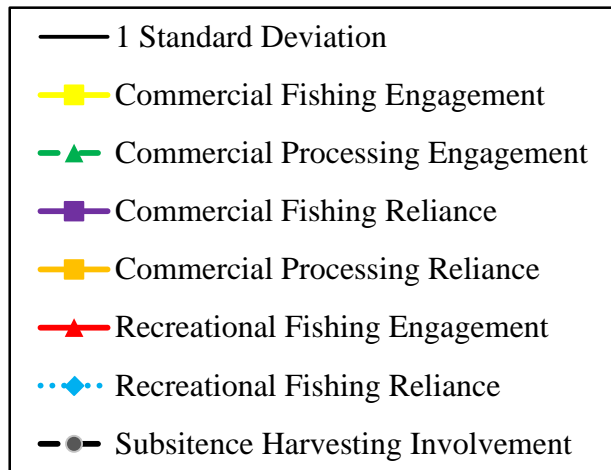 1 Standard Deviation
Commercial Fishing Engagement
Commercial Processing Engagement
Commercial Fishing Reliance
Commercial Processing Reliance
Recreational Fishing Engagement
Recreational Fishing Reliance
Subsitence Harvesting Involvement